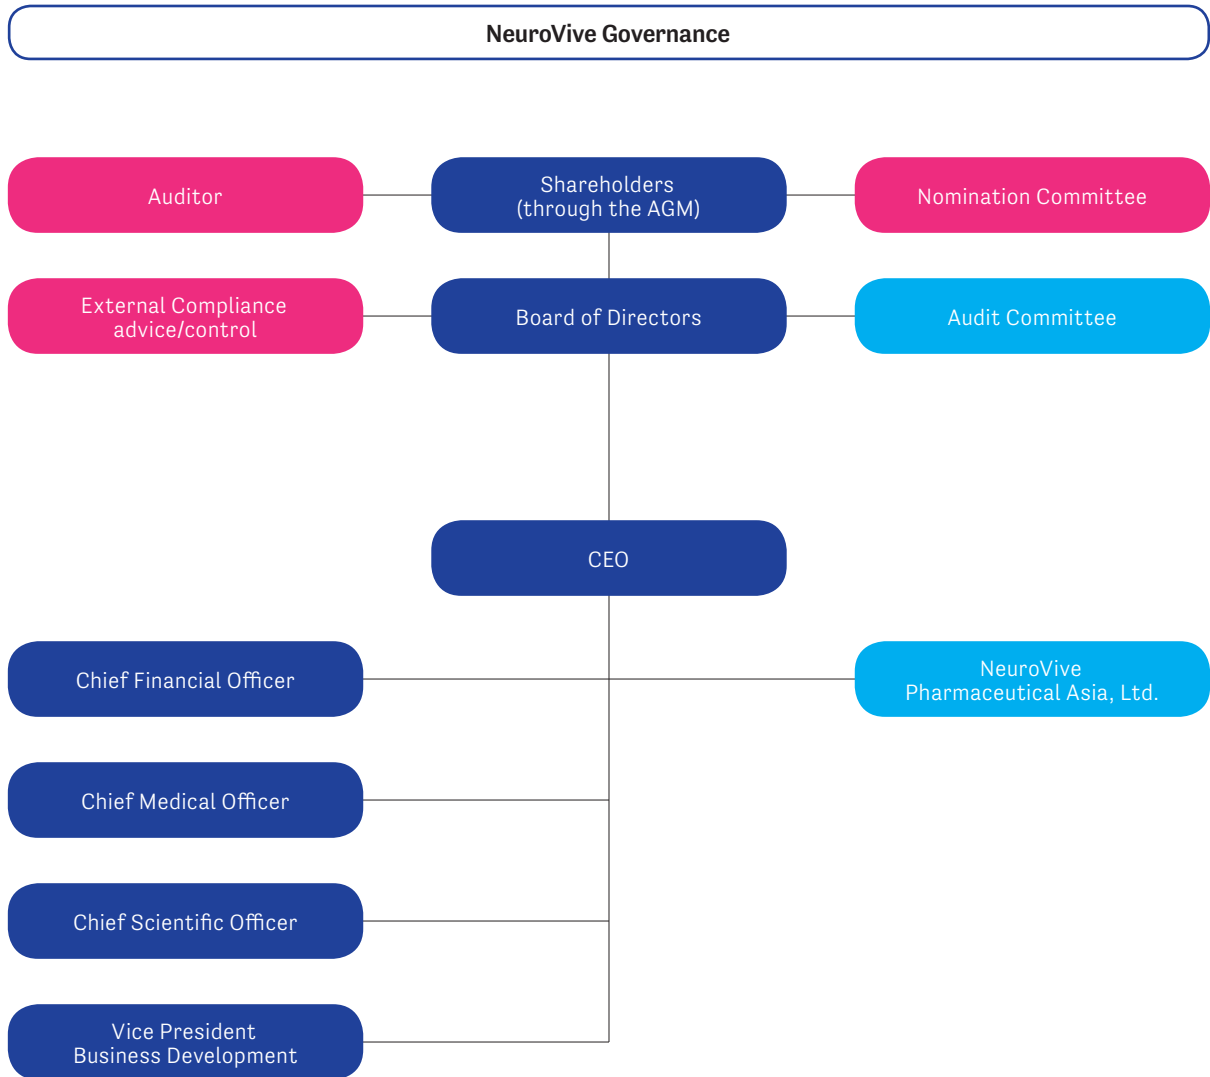 NeuroVive Governance
Auditor
Shareholders
(through the AGM)
Nomination Committee
External Compliance
advice/control
Board of Directors
Audit Committee
CEO
Chief Financial Officer
NeuroVive
Pharmaceutical Asia, Ltd.
Chief Medical Officer
Chief Scientific Officer
Vice President
Business Development